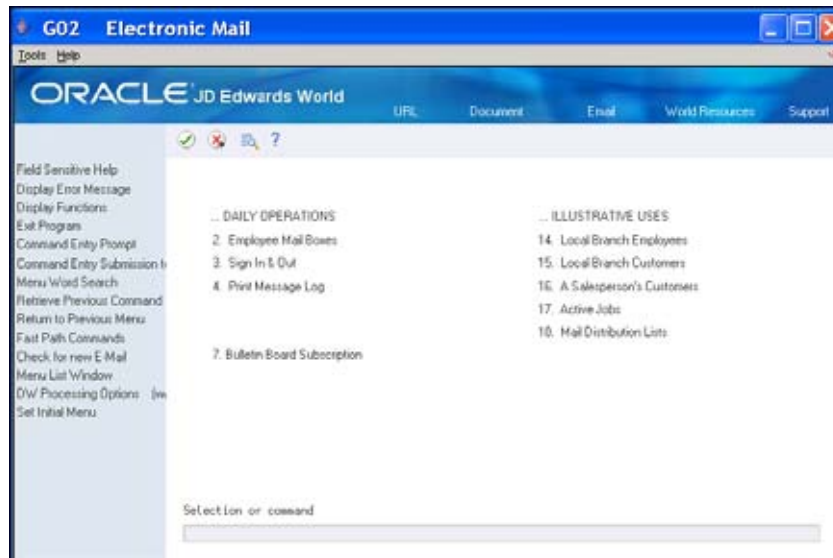 G02 Electronic Mail
Tools Help
ORACLE JD Edwards World
URL Document Email World Resources Support
?
Field Sensitive Help
Display Error Message
Display Functions
Exit Program
Command Entry Prompt
Command Entry Submission t
Menu Word Search
Retrieve Previous Command
Return to Previous Menu
Fast Path Commands
Check for new E-Mail
Menu List Window
DW Processing Options
Set Initial Menu
... DAILY OPERATIONS
2. Employee Mail Boxes
3. Sign In & Out
4. Print Message Log
7. Bulletin Board Subscription
... ILLUSTRATIVE USES
14. Local Branch Employees
15. Local Branch Customers
16. A Salesperson's Customers
17. Active Jobs
18. Mail Distribution Lists
Selection or command